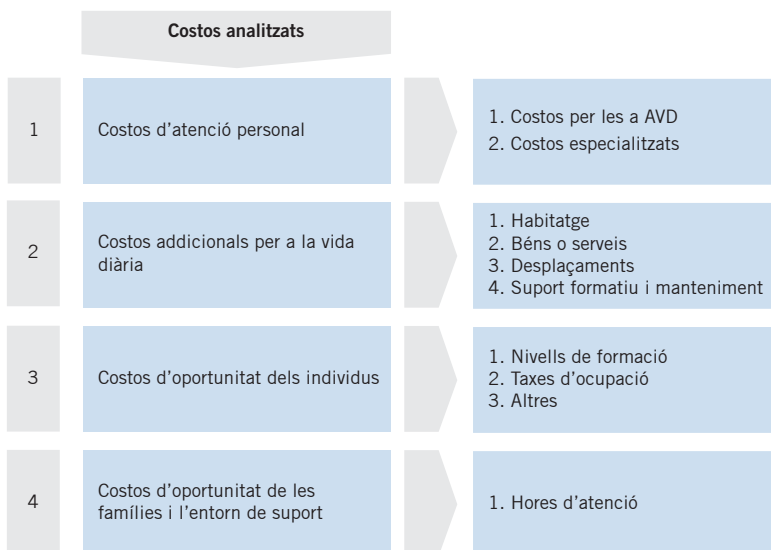 Costos analitzats
1
Costos d’atenció personal
1. Costos per les a AVD
2. Costos especialitzats
2
Costos addicionals per a la vida
diària
1. Habitatge
2. Béns o serveis
3. Desplaçaments
4. Suport formatiu i manteniment
3
Costos d’oportunitat dels individus
1. Nivells de formació
2. Taxes d’ocupació
3. Altres
4
Costos d’oportunitat de les
famílies i l’entorn de suport
1. Hores d’atenció